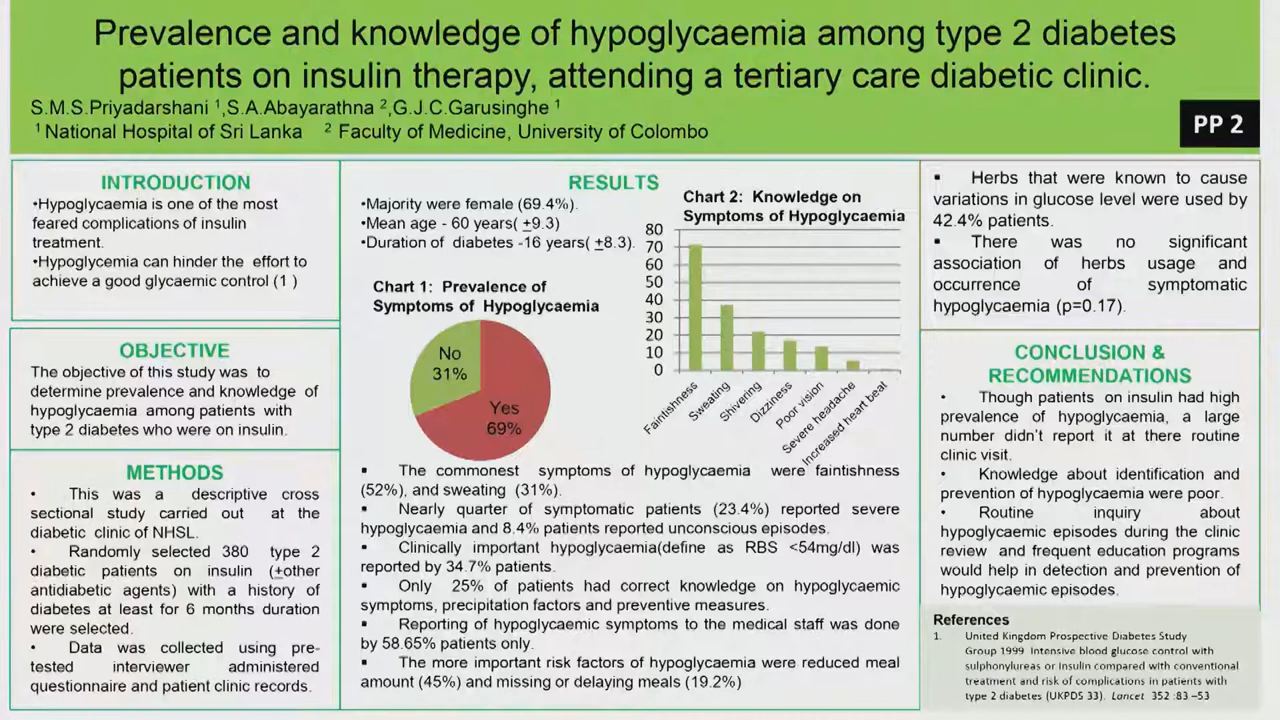 Prevalence and knowledge of hypoglycaemia among type 2 diabetes
patients on insulin therapy, attending a tertiary care diabetic clinic.
S.M.S.Priyadarshani ¹,S.A.Abayarathna ²,G.J.C.Garusinghe ¹
¹ National Hospital of Sri Lanka ² Faculty of Medicine, University of Colombo
PP 2
INTRODUCTION
•Hypoglycaemia is one of the most
feared complications of insulin
treatment.
•Hypoglycemia can hinder the effort to
achieve a good glycaemic control (1 )
OBJECTIVE
The objective of this study was to
determine prevalence and knowledge of
hypoglycaemia among patients with
type 2 diabetes who were on insulin.
METHODS
• This was a descriptive cross
sectional study carried out at the
diabetic clinic of NHSL.
• Randomly selected 380 type 2
diabetic patients on insulin (±other
antidiabetic agents) with a history of
diabetes at least for 6 months duration
were selected.
• Data was collected using pre-
tested interviewer administered
questionnaire and patient clinic records.
RESULTS
•Majority were female (69.4%).
•Mean age - 60 years( ±9.3)
•Duration of diabetes -16 years( ±8.3).
Chart 1: Prevalence of
Symptoms of Hypoglycaemia
No
31%
Yes
69%
Chart 2: Knowledge on
Symptoms of Hypoglycaemia
80
70
60
50
40
30
20
10
0
Faintishness
Sweating
Shivering
Dizziness
Poor vision
Severe headache
Increased heart beat
▪ The commonest symptoms of hypoglycaemia were faintishness
(52%), and sweating (31%).
▪ Nearly quarter of symptomatic patients (23.4%) reported severe
hypoglycaemia and 8.4% patients reported unconscious episodes.
▪ Clinically important hypoglycaemia(define as RBS <54mg/dl) was
reported by 34.7% patients.
▪ Only 25% of patients had correct knowledge on hypoglycaemic
symptoms, precipitation factors and preventive measures.
▪ Reporting of hypoglycaemic symptoms to the medical staff was done
by 58.65% patients only.
▪ The more important risk factors of hypoglycaemia were reduced meal
amount (45%) and missing or delaying meals (19.2%)
▪ Herbs that were known to cause
variations in glucose level were used by
42.4% patients.
▪ There was no significant
association of herbs usage and
occurrence of symptomatic
hypoglycaemia (p=0.17).
CONCLUSION &
RECOMMENDATIONS
• Though patients on insulin had high
prevalence of hypoglycaemia, a large
number didn't report it at there routine
clinic visit.
• Knowledge about identification and
prevention of hypoglycaemia were poor.
• Routine inquiry about
hypoglycaemic episodes during the clinic
review and frequent education programs
would help in detection and prevention of
hypoglycaemic episodes.
References
1. United Kingdom Prospective Diabetes Study
Group 1999 Intensive blood glucose control with
sulphonylureas or insulin compared with conventional
treatment and risk of complications in patients with
type 2 diabetes (UKPDS 33). Lancet 352 :83 –53